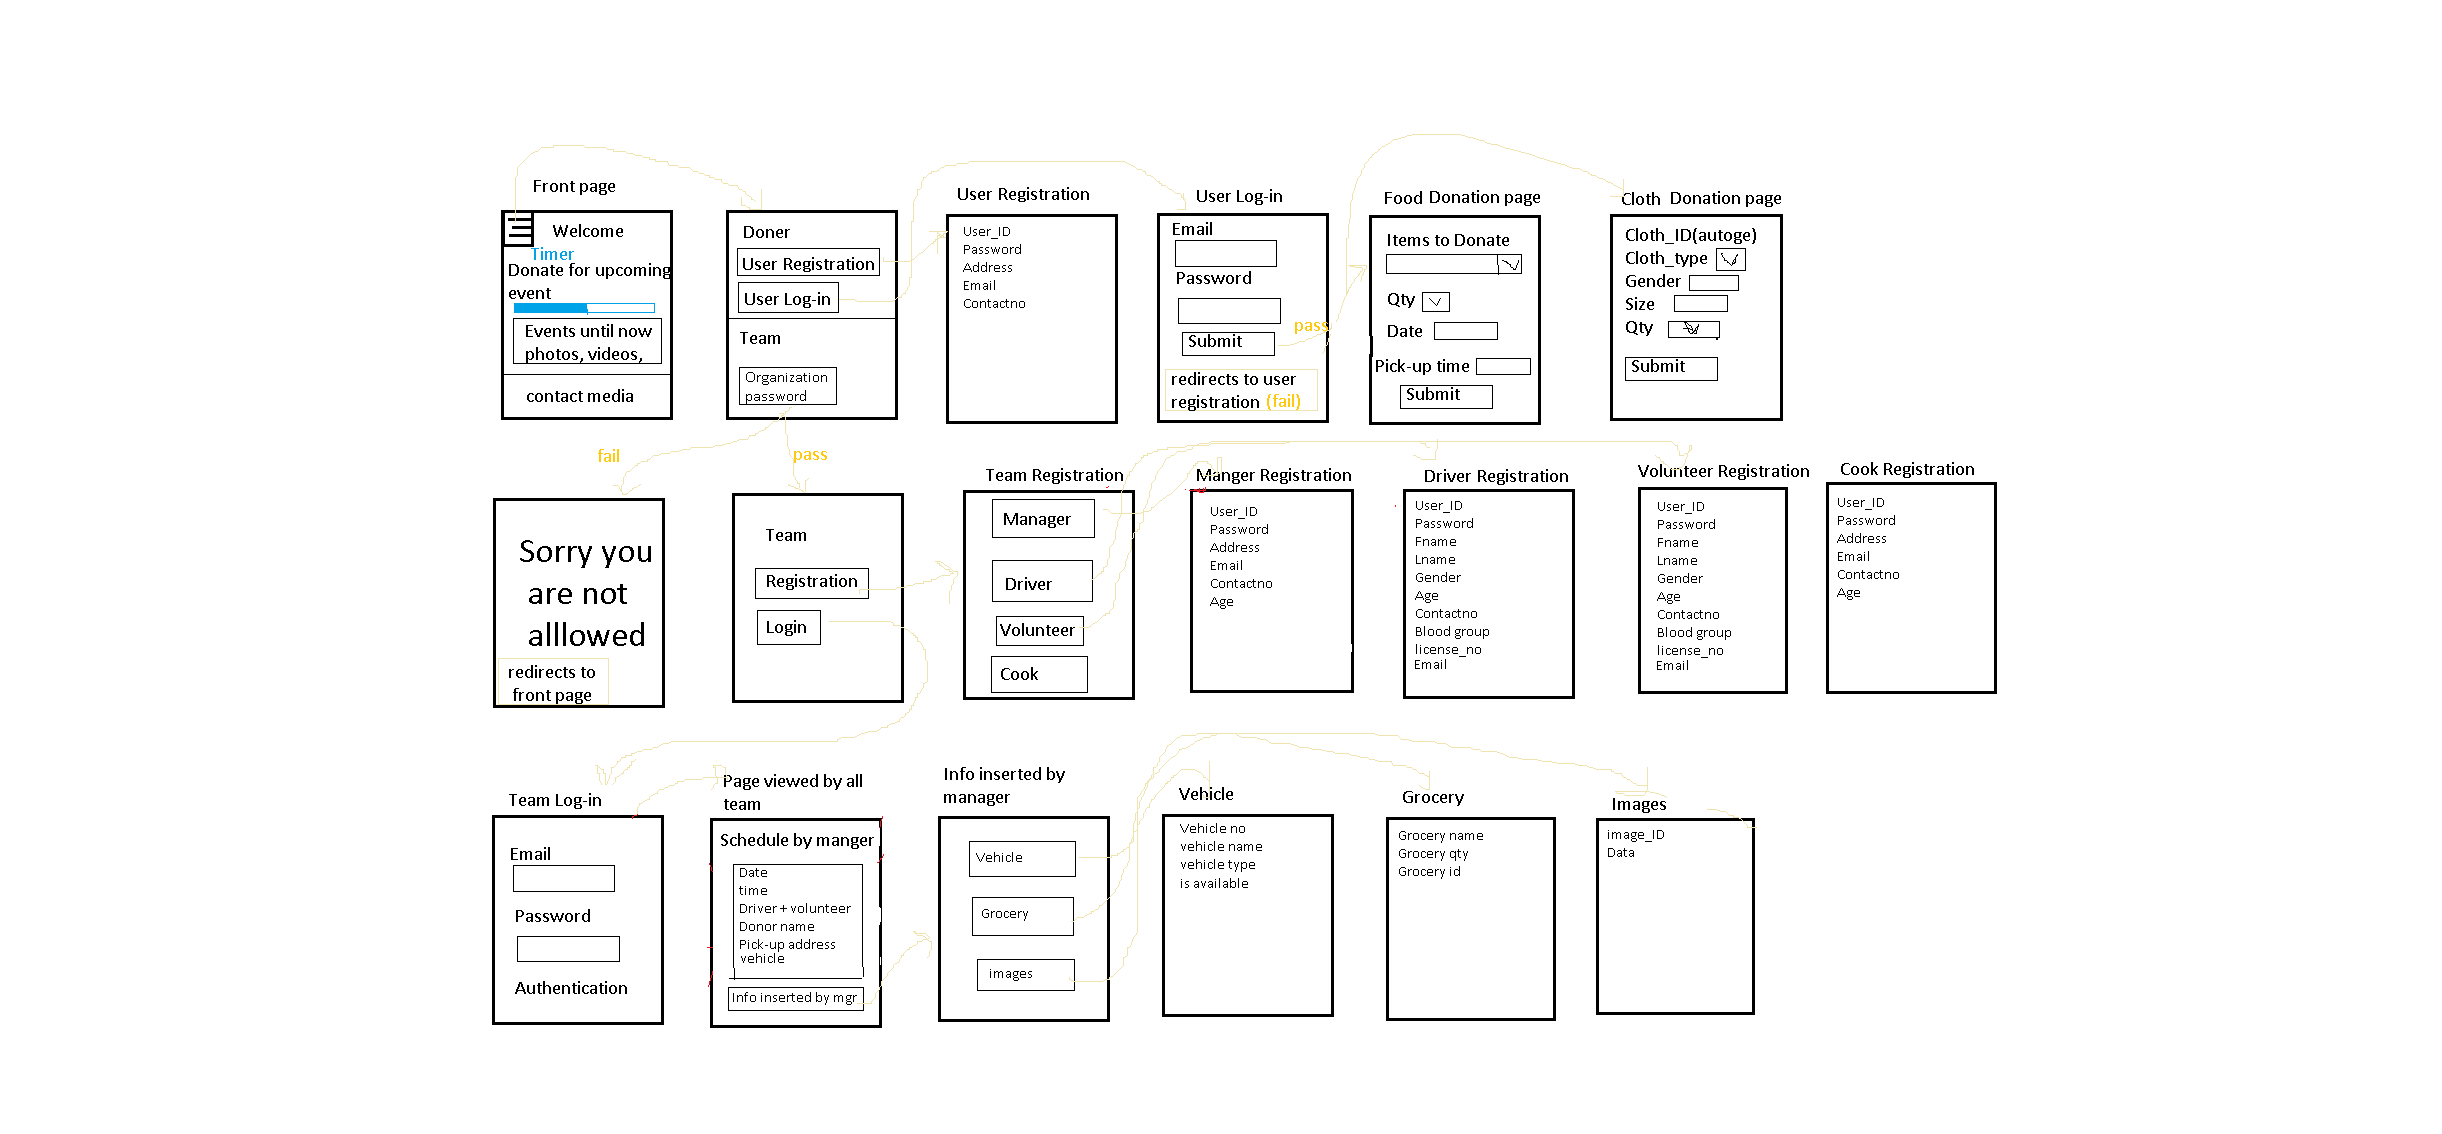 Front page
Welcome
Timer
Donate for upcoming
event
Events until now
photos, videos,
contact media
Doner
User Registration
User Log-in
Team
Organization
password
User Registration
User_ID
Password
Address
Email
Contactno
User Log-in
Email
Password
Submit
pass
redirects to user
registration (fail)
Food Donation page
Items to Donate
Qty
Date
Pick-up time
Submit
Cloth Donation page
Cloth_ID(autoge)
Cloth_type
Gender
Size
Qty
Submit
fail
pass
Sorry you
are not
alllowed
redirects to
front page
Team
Registration
Login
Team Registration
Manager
Driver
Volunteer
Cook
Manger Registration
User_ID
Password
Address
Email
Contactno
Age
Driver Registration
User_ID
Password
Fname
Lname
Gender
Age
Contactno
Blood group
license_no
Email
Volunteer Registration
User_ID
Password
Fname
Lname
Gender
Age
Contactno
Blood group
license_no
Email
Cook Registration
User_ID
Password
Address
Email
Contactno
Age
Team Log-in
Email
Password
Authentication
Page viewed by all
team
Schedule by manger
Date
time
Driver + volunteer
Donor name
Pick-up address
vehicle
Info inserted by mgr
Info inserted by
manager
Vehicle
Grocery
images
Vehicle
Vehicle no
vehicle name
vehicle type
is available
Grocery
Grocery name
Grocery qty
Grocery id
Images
image_ID
Data